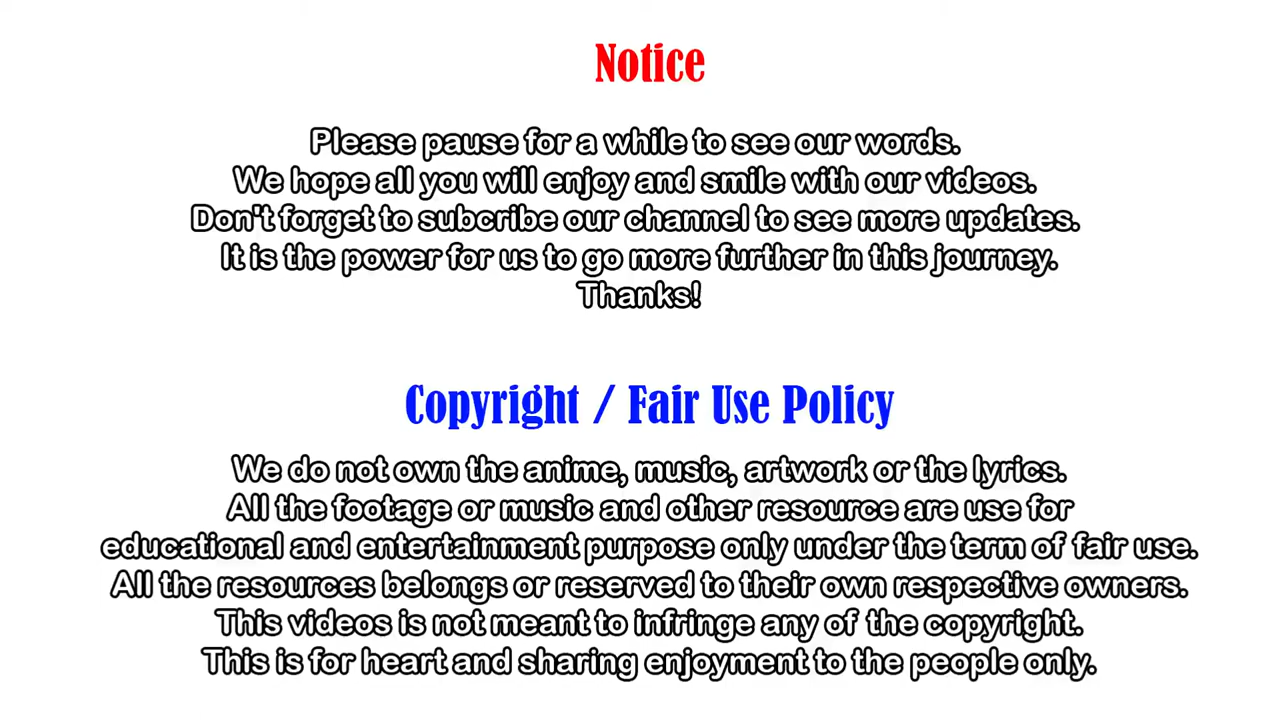 Notice
Please pause for a while to see our words.
We hope all you will enjoy and smile with our videos.
Don't forget to subcribe our channel to see more updates.
It is the power for us to go more further in this journey.
Thanks!
Copyright / Fair Use Policy
We do not own the anime, music, artwork or the lyrics.
All the footage or music and other resource are use for
educational and entertainment purpose only under the term of fair use.
All the resources belongs or reserved to their own respective owners.
This videos is not meant to infringe any of the copyright.
This is for heart and sharing enjoyment to the people only.